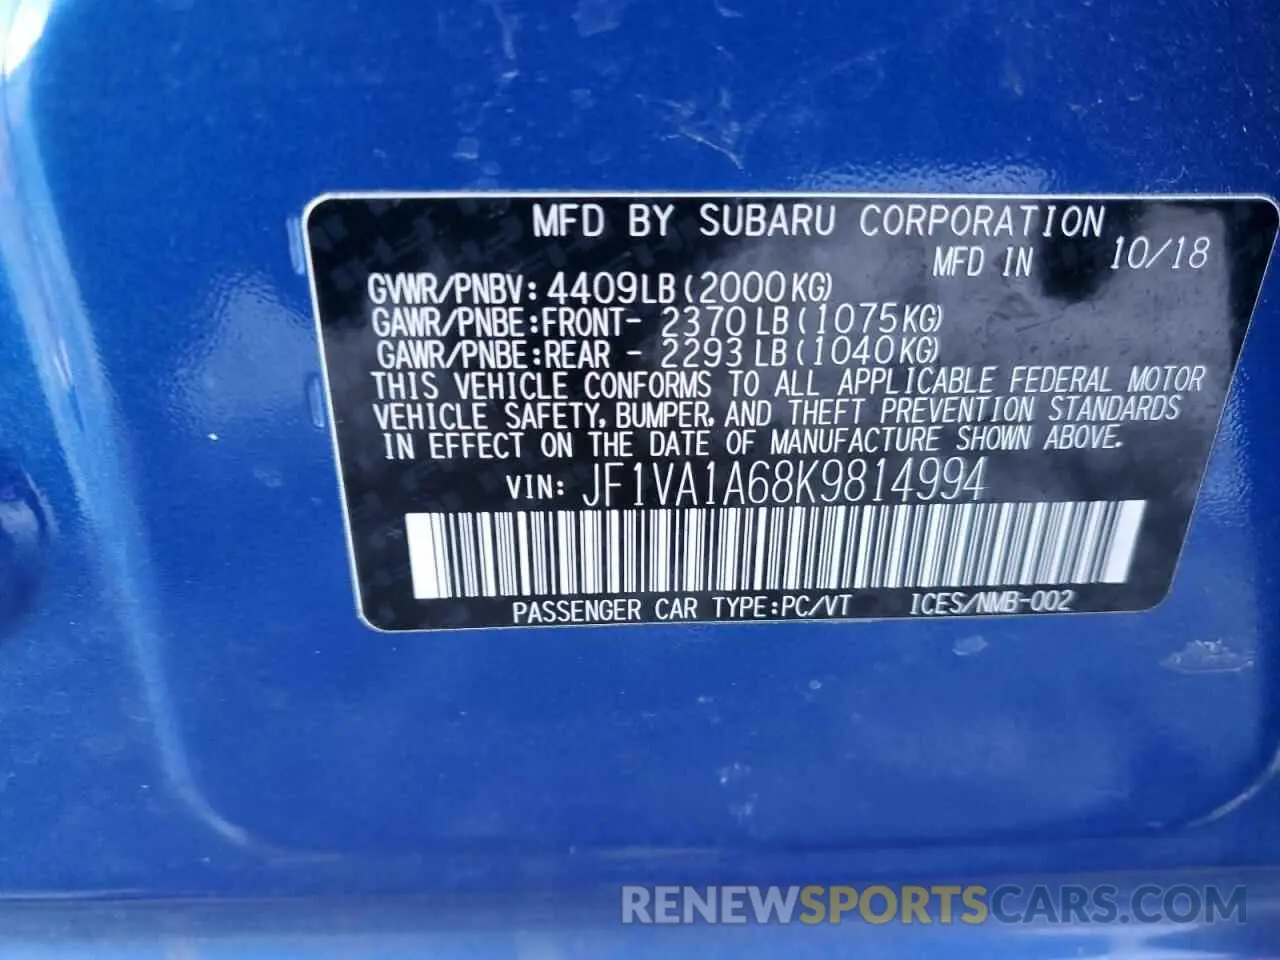 MFD BY SUBARU CORPORATION
MFD IN 10/18
GVWR/PNBV: 4409LB (2000KG)
GAWR/PNBE:FRONT- 2370 LB (1075KG)
GAWR/PNBE:REAR - 2293 LB (1040KG)
THIS VEHICLE CONFORMS TO ALL APPLICABLE FEDERAL MOTOR
VEHICLE SAFETY, BUMPER, AND THEFT PREVENTION STANDARDS
IN EFFECT ON THE DATE OF MANUFACTURE SHOWN ABOVE.
VIN: JF1VA1A68K9814994
PASSENGER CAR TYPE:PC/VT ICES/NMB-002
RENEWSPORTSCARS.COM